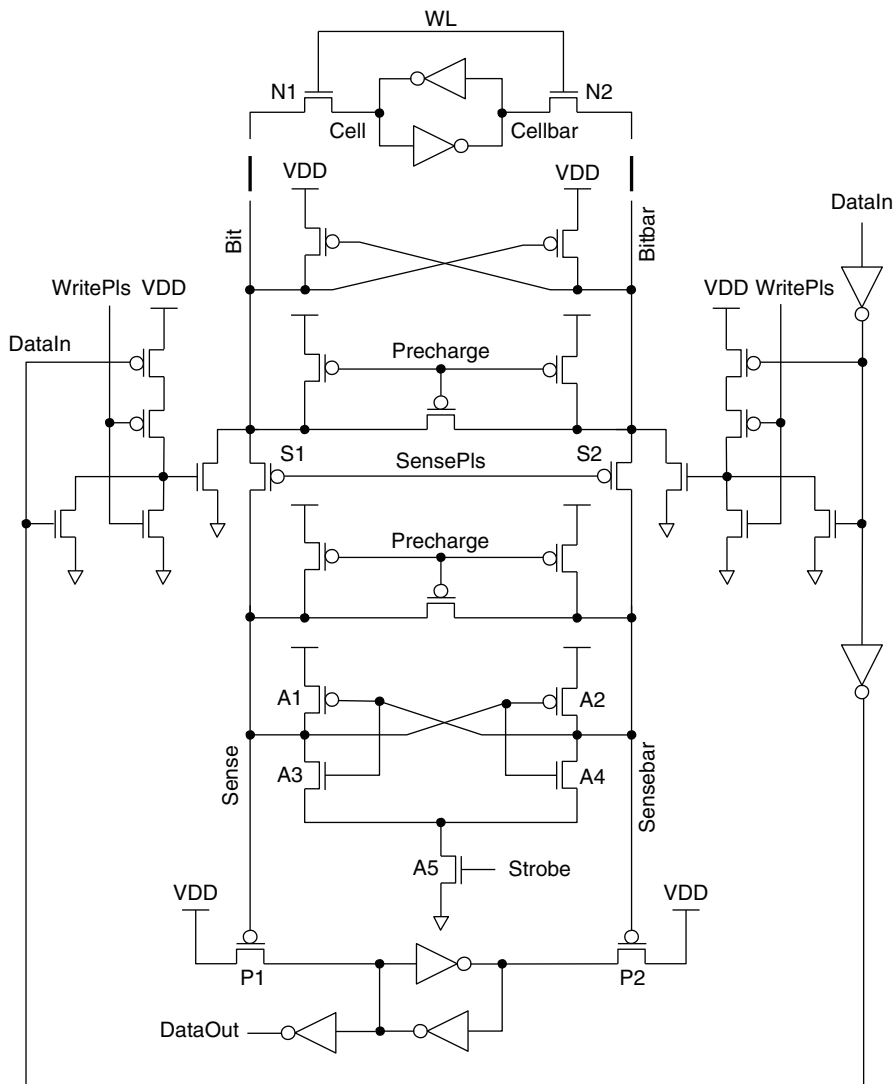 WL
N1
N2
Cell
Cellbar
VDD
VDD
DataIn
Bit
Bitbar
WritePls
VDD
VDD
WritePls
DataIn
Precharge
S1
SensePls
S2
Precharge
A1
A2
Sense
A3
A4
Sensebar
A5
Strobe
VDD
VDD
P1
P2
DataOut